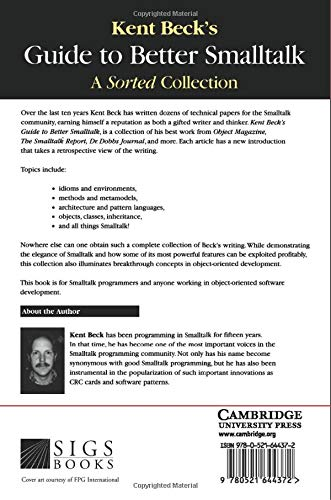 Kent Beck's
Guide to Better Smalltalk
A Sorted Collection
Over the last ten years Kent Beck has written dozens of technical papers for the Smalltalk
community, earning himself a reputation as both a gifted writer and thinker. Kent Beck's
Guide to Better Smalltalk, is a collection of his best work from Object Magazine,
The Smalltalk Report, Dr. Dobbs Journal, and more. Each article has a new introduction
that takes a retrospective view of the writing.
Topics include:
• idioms and environments,
• methods and metamodels,
• architecture and pattern languages,
• objects, classes, inheritance,
• and all things Smalltalk!
Nowhere else can one obtain such a complete collection of Beck's writing. While demonstrating
the elegance of Smalltalk and how some of its most powerful features can be exploited profitably,
this collection also illuminates breakthrough concepts in object-oriented development.
This book is for Smalltalk programmers and anyone working in object-oriented software
development.
About the Author
Kent Beck has been programming in Smalltalk for fifteen years.
In that time, he has become one of the most important voices in the
Smalltalk programming community. Not only has his name become
synonymous with good Smalltalk programming, but he has also been
instrumental in the popularization of such important innovations as
CRC cards and software patterns.
SIGS
BOOKS
Cover art courtesy of FPG International
CAMBRIDGE
UNIVERSITY PRESS
www.cambridge.org
ISBN 978-0-521-64437-2
9 780521 644372 >